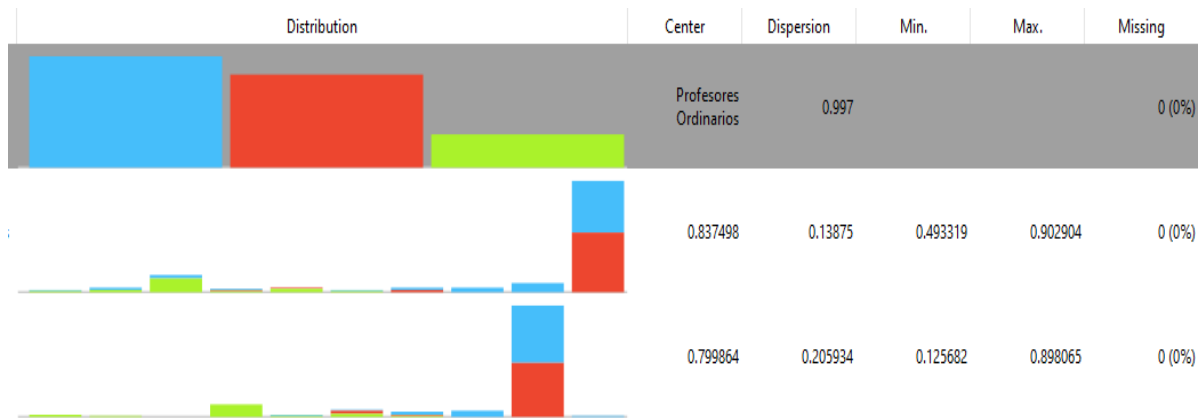 Distribution Center Dispersion Min. Max. Missing
Profesores
Ordinarios 0.997 0 (0%)
0.837498 0.13875 0.493319 0.902904 0 (0%)
0.799864 0.205934 0.125682 0.898065 0 (0%)